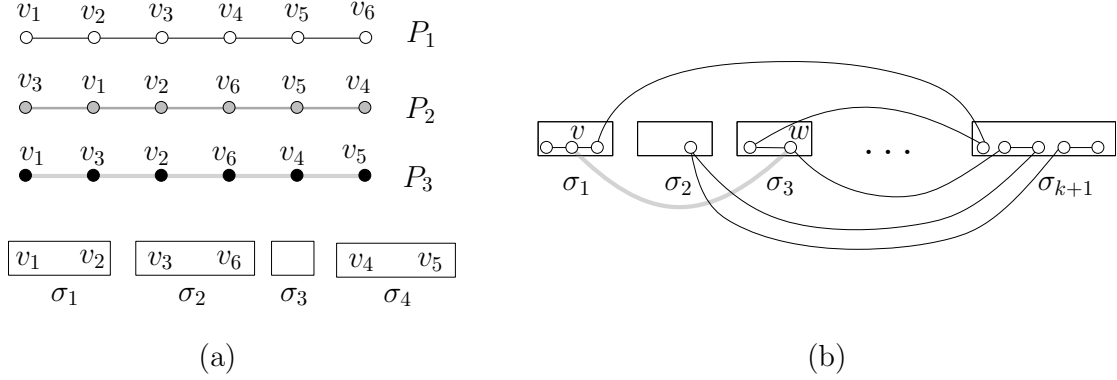 v₁ v₂ v₃ v₄ v₅ v₆ P₁
v₃ v₁ v₂ v₆ v₅ v₄ P₂
v₁ v₃ v₂ v₆ v₄ v₅ P₃
v₁ v₂ v₃ v₆ v₄ v₅
σ₁ σ₂ σ₃ σ₄
(a)
v w
. . .
σ₁ σ₂ σ₃ σₖ₊₁
(b)